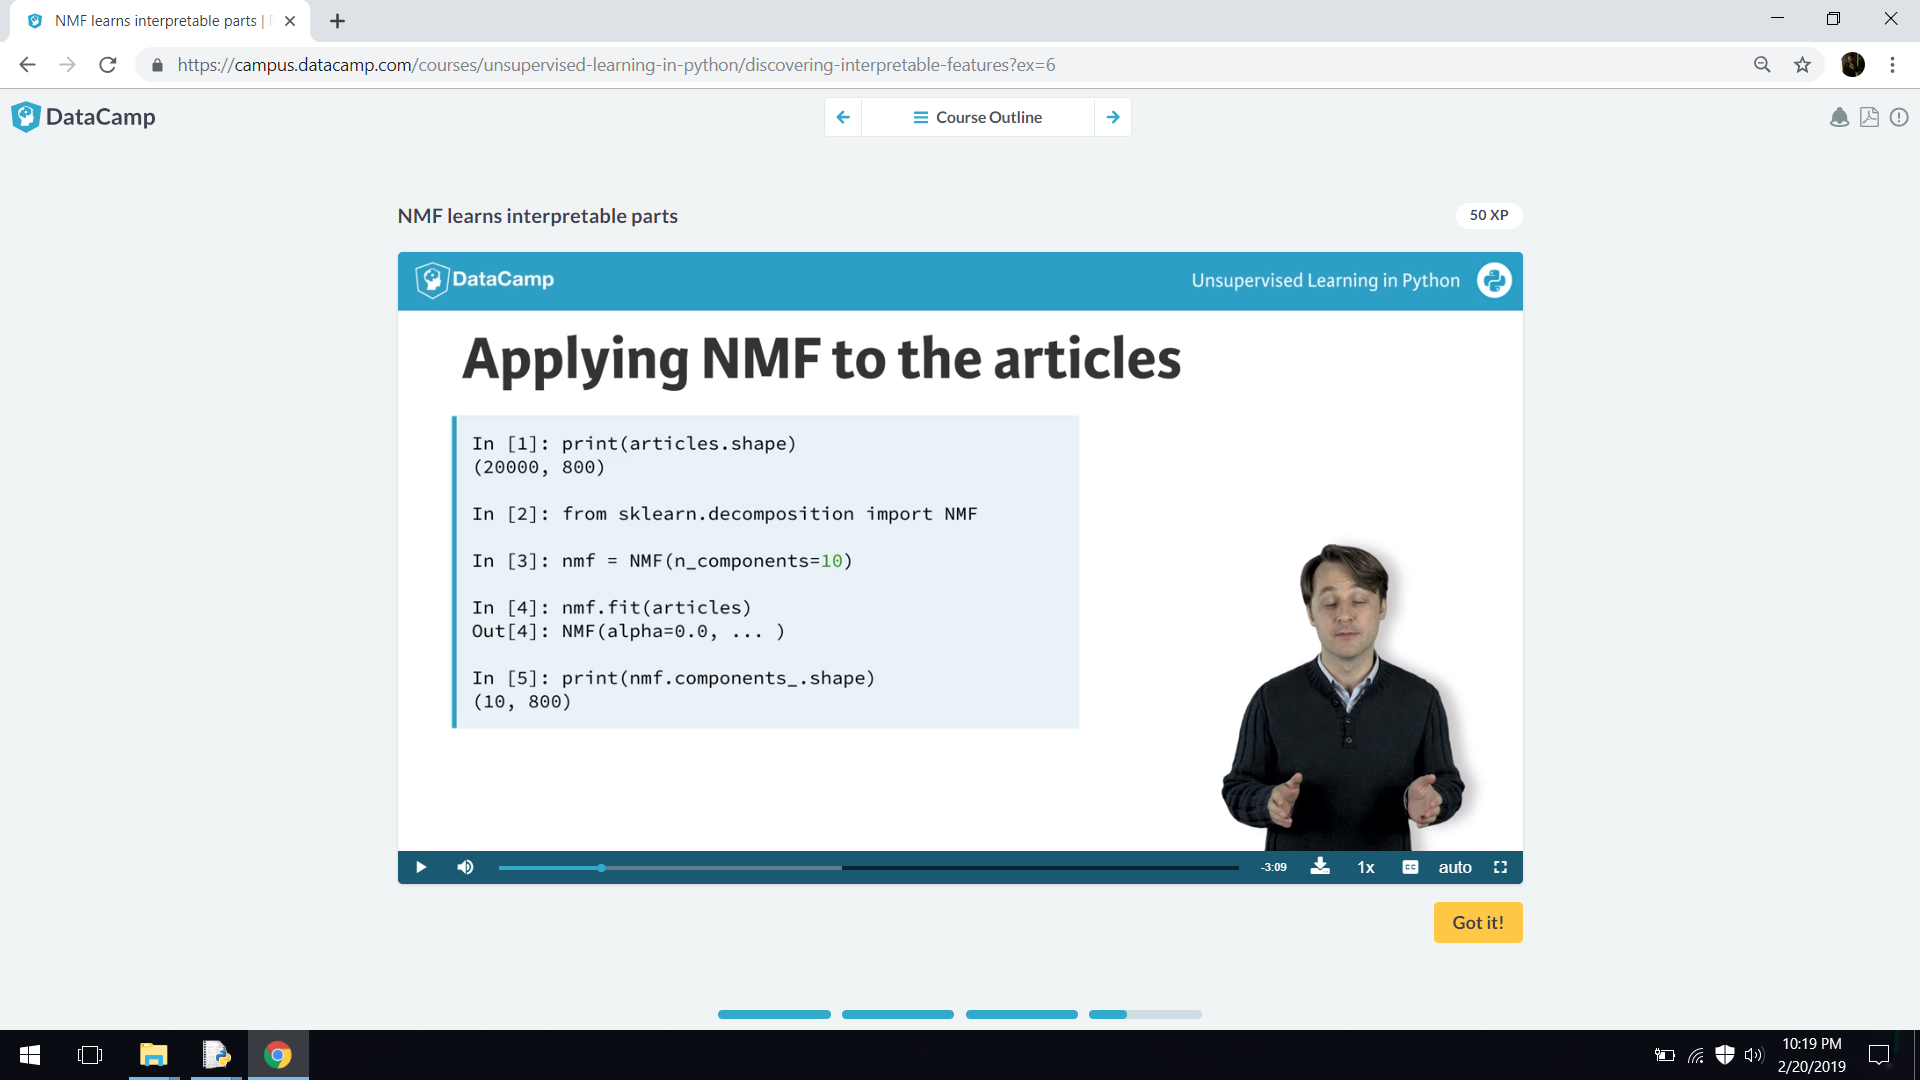 NMF learns interpretable parts |
https://campus.datacamp.com/courses/unsupervised-learning-in-python/discovering-interpretable-features?ex=6
DataCamp
Course Outline
NMF learns interpretable parts
50 XP
DataCamp
Unsupervised Learning in Python
Applying NMF to the articles
In [1]: print(articles.shape)
(20000, 800)
In [2]: from sklearn.decomposition import NMF
In [3]: nmf = NMF(n_components=10)
In [4]: nmf.fit(articles)
Out[4]: NMF(alpha=0.0, ... )
In [5]: print(nmf.components_.shape)
(10, 800)
-3:09
1x
CC
auto
Got it!
10:19 PM
2/20/2019